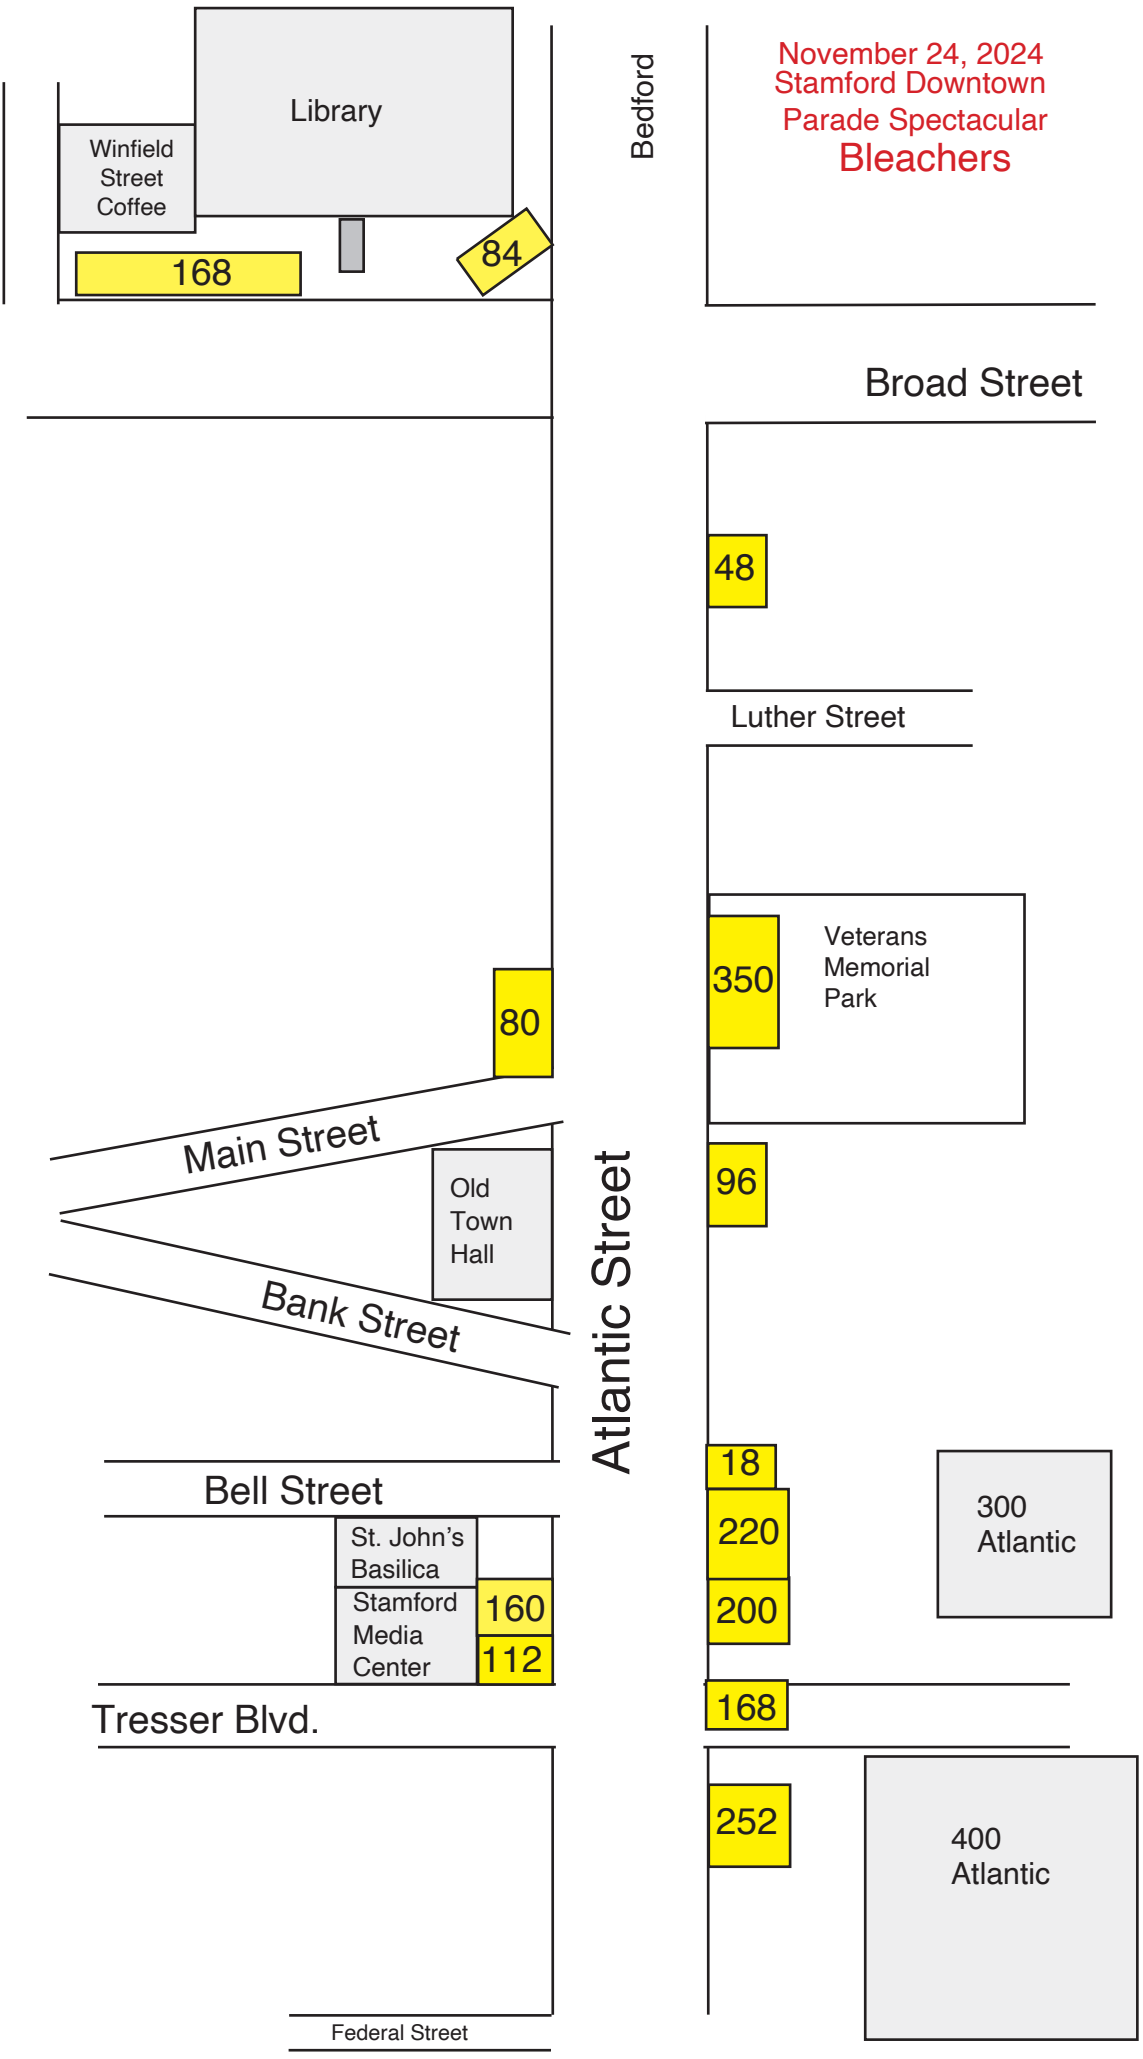 November 24, 2024
Stamford Downtown
Parade Spectacular
Bleachers
Bedford
Library
Winfield
Street
Coffee
168
84
Broad Street
48
Luther Street
Veterans
Memorial
Park
350
80
Main Street
Old
Town
Hall
96
Atlantic Street
Bank Street
18
Bell Street
220
300
Atlantic
St. John's
Basilica
Stamford
Media
Center
160
200
112
168
Tresser Blvd.
252
400
Atlantic
Federal Street